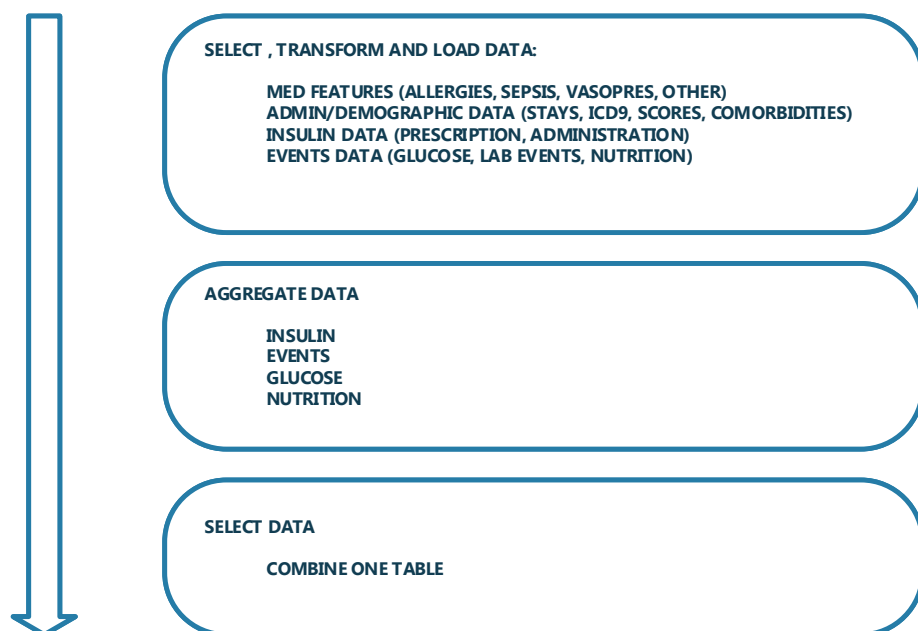 SELECT , TRANSFORM AND LOAD DATA:
MED FEATURES (ALLERGIES, SEPSIS, VASOPRES, OTHER)
ADMIN/DEMOGRAPHIC DATA (STAYS, ICD9, SCORES, COMORBIDITIES)
INSULIN DATA (PRESCRIPTION, ADMINISTRATION)
EVENTS DATA (GLUCOSE, LAB EVENTS, NUTRITION)
AGGREGATE DATA
INSULIN
EVENTS
GLUCOSE
NUTRITION
SELECT DATA
COMBINE ONE TABLE